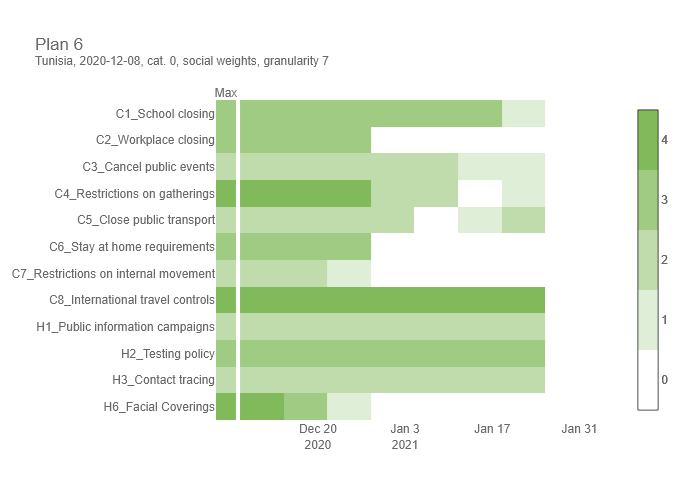 Plan 6
Tunisia, 2020-12-08, cat. 0, social weights, granularity 7
Max
C1_School closing
C2_Workplace closing
C3_Cancel public events
C4_Restrictions on gatherings
C5_Close public transport
C6_Stay at home requirements
C7_Restrictions on internal movement
C8_International travel controls
H1_Public information campaigns
H2_Testing policy
H3_Contact tracing
H6_Facial Coverings
Dec 20 Jan 3 Jan 17 Jan 31
2020 2021
4
3
2
1
0